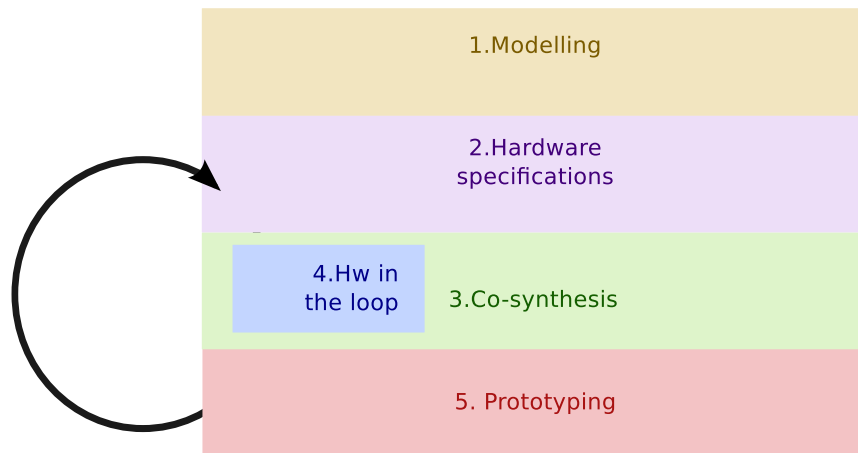 1.Modelling
2.Hardware
specifications
4.Hw in
the loop
3.Co-synthesis
5. Prototyping